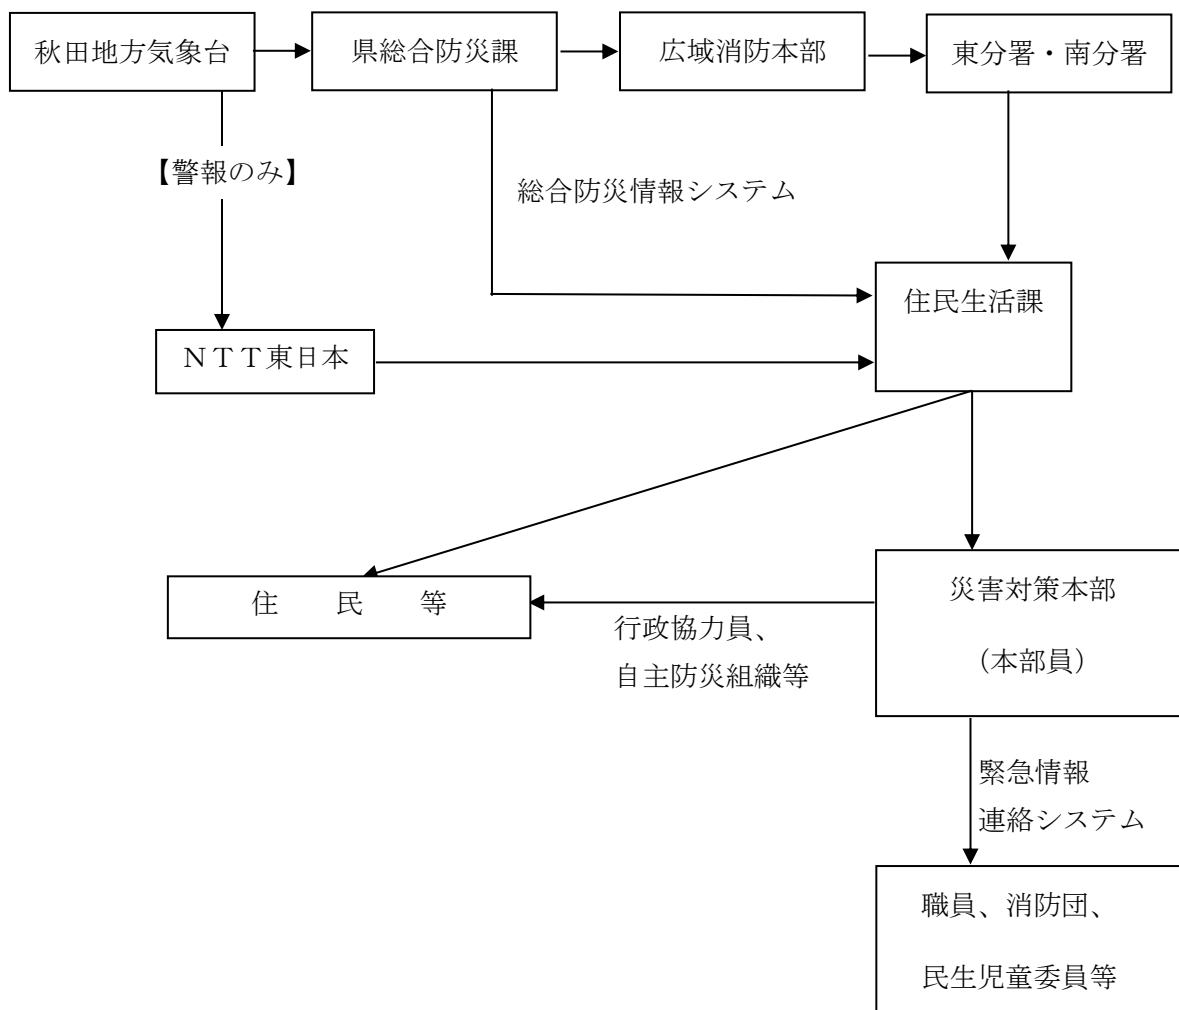 秋田地方気象台
県総合防災課
広域消防本部
東分署・南分署
【警報のみ】
総合防災情報システム
住民生活課
ＮＴＴ東日本
住　民　等
災害対策本部
（本部員）
行政協力員、
自主防災組織等
緊急情報
連絡システム
職員、消防団、
民生児童委員等